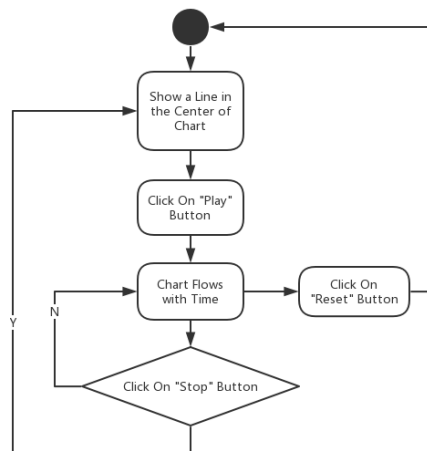 Show a Line in
the Center of
Chart
Click On "Play"
Button
Chart Flows
with Time
Click On
"Reset" Button
N
Y
Click On "Stop" Button